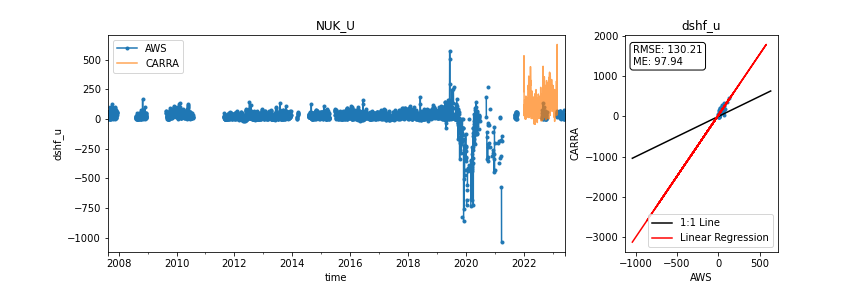 NUK_U
dshf_u
AWS
CARRA
500
250
0
−250
−500
−750
−1000
2008
2010
2012
2014
2016
2018
2020
2022
time
dshf_u
dshf_u
RMSE: 130.21
ME: 97.94
2000
1000
0
−1000
−2000
−3000
CARRA
1:1 Line
Linear Regression
−1000
−500
0
500
AWS